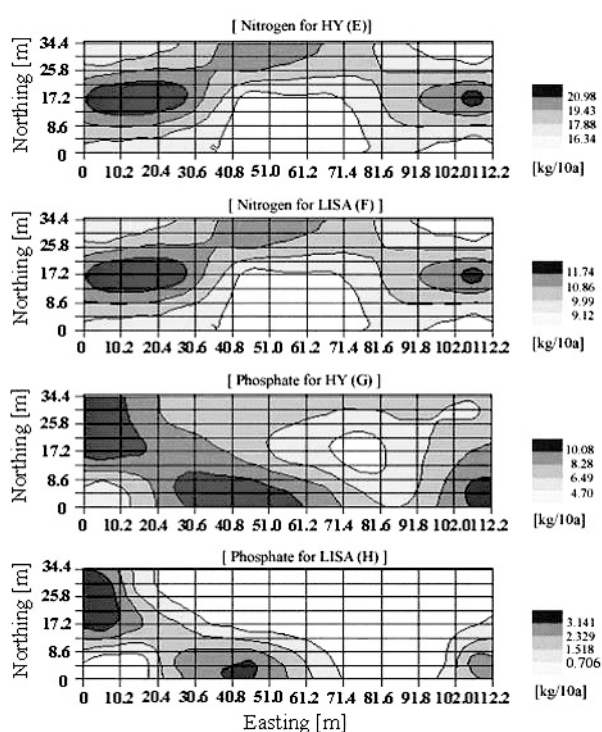 [ Nitrogen for HY (E)]
Northing [m]
34.4
25.8
17.2
8.6
0
0 10.2 20.4 30.6 40.8 51.0 61.2 71.4 81.6 91.8 102.0112.2
20.98
19.43
17.88
16.34
[kg/10a]
[ Nitrogen for LISA (F) ]
Northing [m]
34.4
25.8
17.2
8.6
0
0 10.2 20.4 30.6 40.8 51.0 61.2 71.4 81.6 91.8 102.0112.2
11.74
10.86
9.99
9.12
[kg/10a]
[ Phosphate for HY (G) ]
Northing [m]
34.4
25.8
17.2
8.6
0
0 10.2 20.4 30.6 40.8 51.0 61.2 71.4 81.6 91.8 102.0112.2
10.08
8.28
6.49
4.70
[kg/10a]
[ Phosphate for LISA (H) ]
Northing [m]
34.4
25.8
17.2
8.6
0
0 10.2 20.4 30.6 40.8 51.0 61.2 71.4 81.6 91.8 102.0112.2
3.141
2.329
1.518
0.706
[kg/10a]
Easting [m]